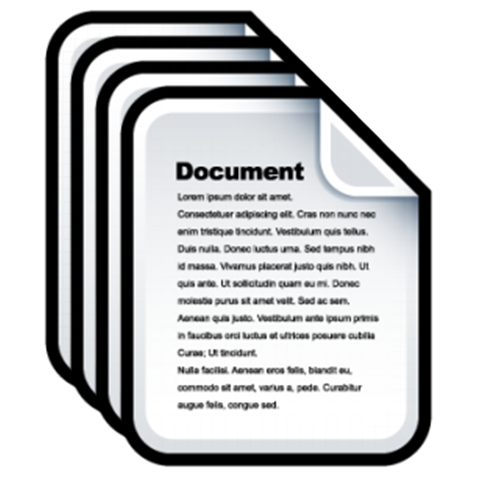 Document
Lorem ipsum dolor sit amet.
Consectetuer adipiscing elit. Cras non nunc nec
enim tristique tincidunt. Vestibulum quis tellus.
Duis nulla. Donec luctus urna. Sed tempus nibh
id massa. Vivamus placerat justo quis nibh. Ut
quis ante. Ut sollicitudin quam eu mi. Donec
molestie purus sit amet velit. Sed ac sem.
Aenean quis justo. Vestibulum ante ipsum primis
in faucibus orci luctus et ultrices posuere cubilia
Curae; Ut tincidunt.
Nulla facilisi. Aenean eros felis, blandit eu,
commodo sit amet, varius a, pede. Curabitur
augue felis, congue sed.